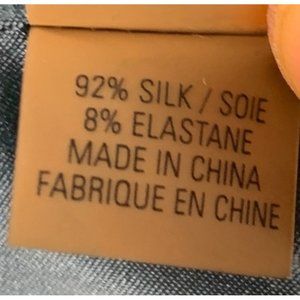 92% SILK / SOIE
8% ELASTANE
MADE IN CHINA
FABRIQUE EN CHINE